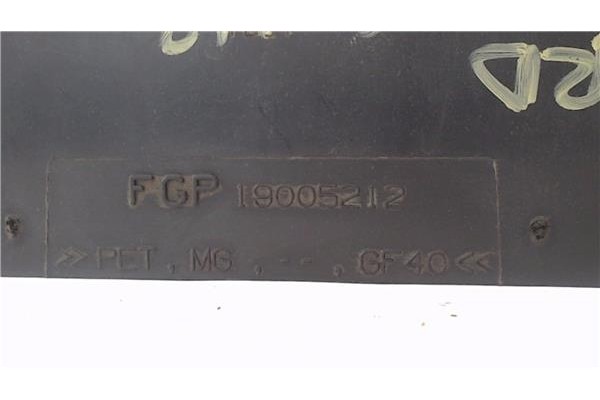 FGP 19005212
>> PET, MG, --, GF40 <<